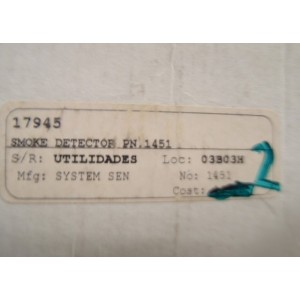 17945
SMOKE DETECTOR PN.1451
S/R: UTILIDADES Loc: 03B03H
Mfg: SYSTEM SEN No: 1451
Cost: